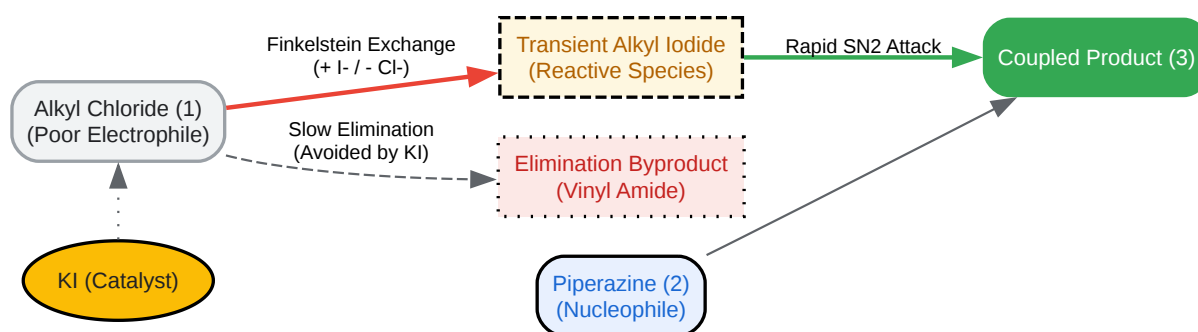 Finkelstein Exchange
(+ I- / - Cl-)
Transient Alkyl Iodide
(Reactive Species)
Rapid SN2 Attack
Coupled Product (3)
Alkyl Chloride (1)
(Poor Electrophile)
Slow Elimination
(Avoided by KI)
Elimination Byproduct
(Vinyl Amide)
KI (Catalyst)
Piperazine (2)
(Nucleophile)